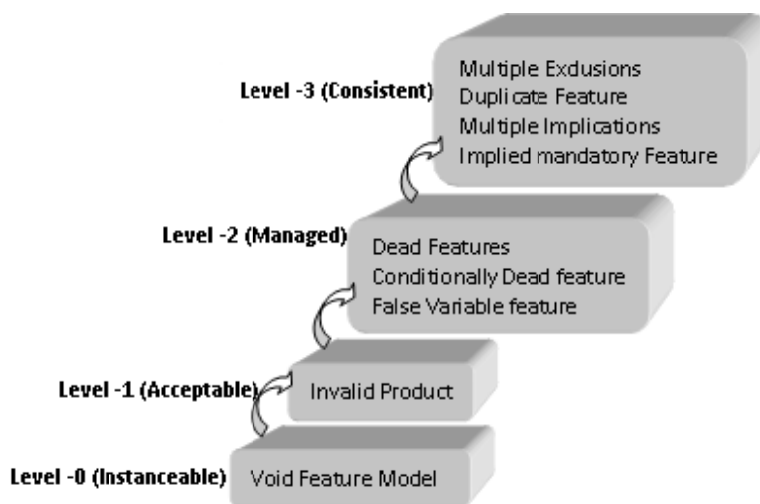 Level -3 (Consistent)
Multiple Exclusions
Duplicate Feature
Multiple Implications
Implied mandatory Feature
Level -2 (Managed)
Dead Features
Conditionally Dead feature
False Variable feature
Level -1 (Acceptable)
Invalid Product
Level -0 (Instanceable)
Void Feature Model